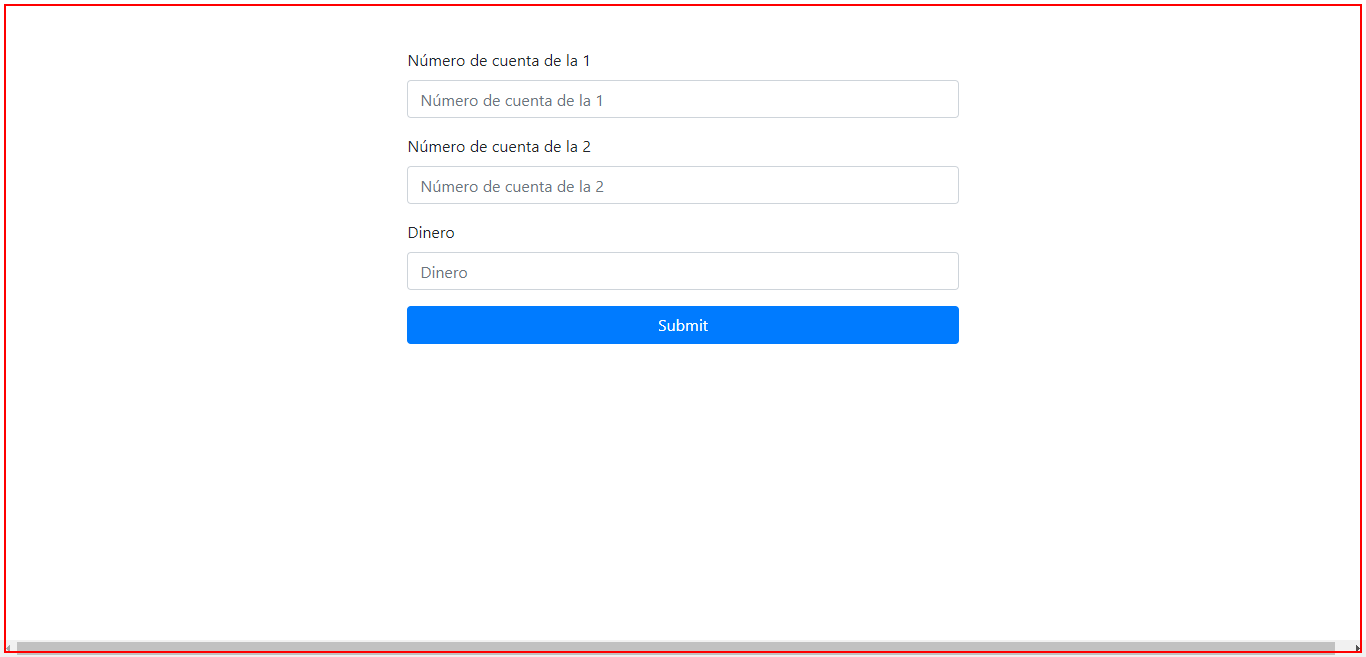 Número de cuenta de la 1
Número de cuenta de la 1
Número de cuenta de la 2
Número de cuenta de la 2
Dinero
Dinero
Submit